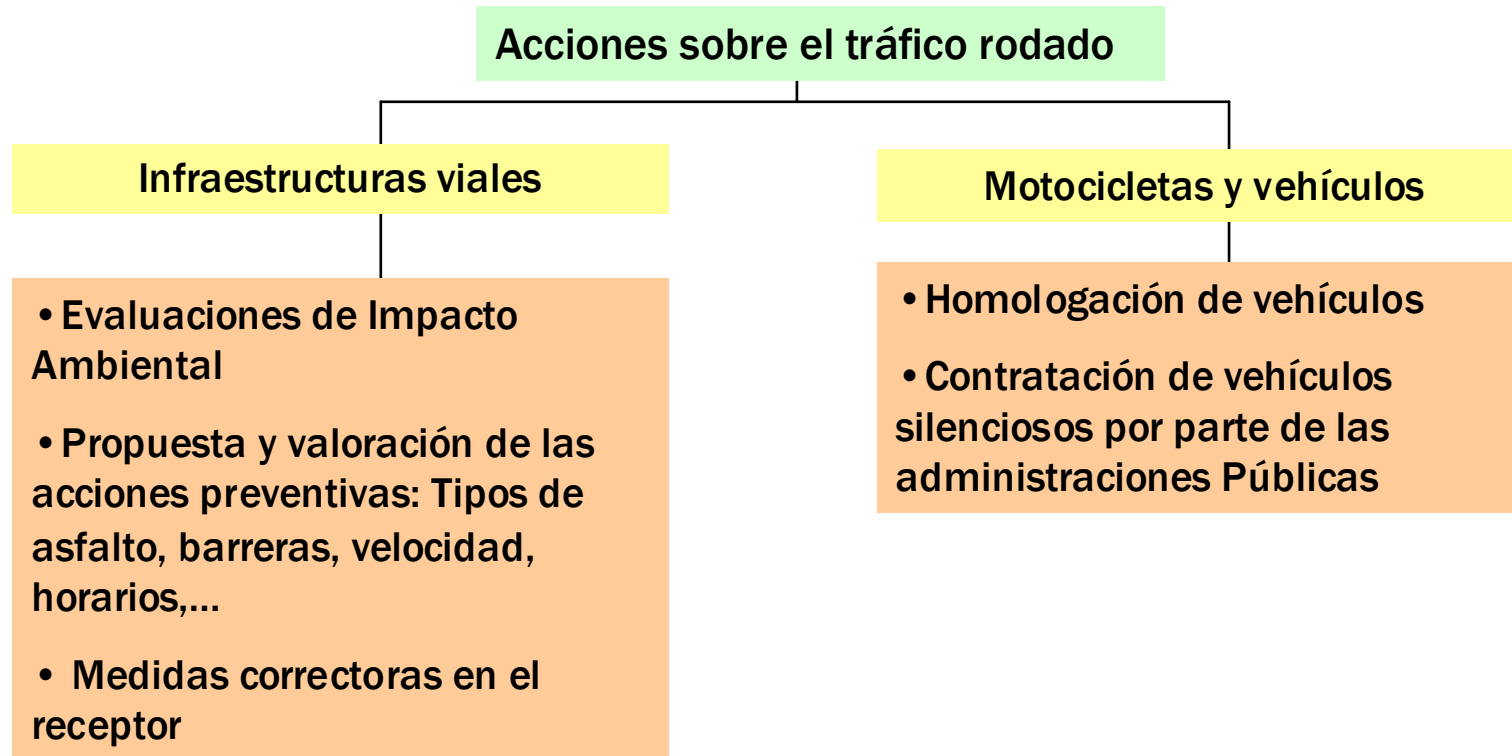 Acciones sobre el tráfico rodado
Infraestructuras viales
•Evaluaciones de Impacto
Ambiental
•Propuesta y valoración de las
acciones preventivas: Tipos de
asfalto, barreras, velocidad,
horarios,...
• Medidas correctoras en el
receptor
Motocicletas y vehículos
•Homologación de vehículos
•Contratación de vehículos
silenciosos por parte de las
administraciones Públicas